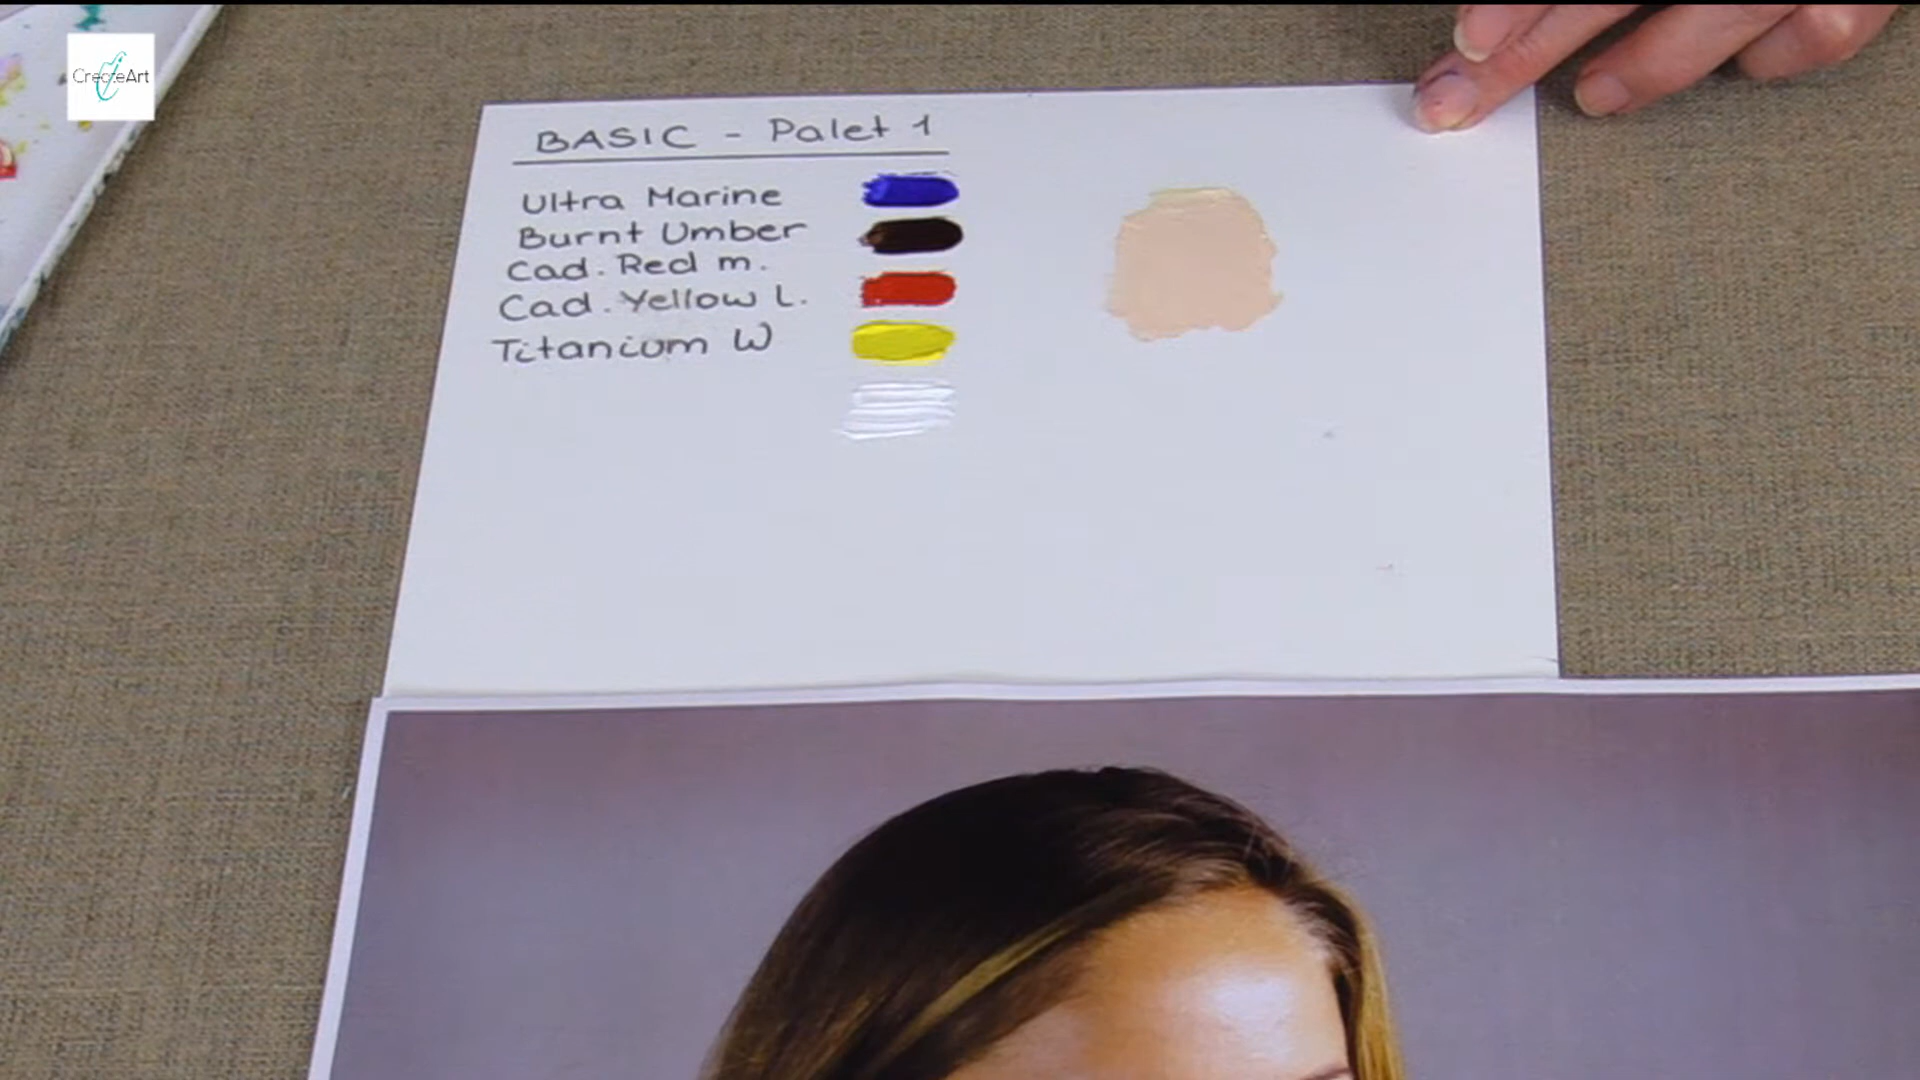 CreateArt
BASIC - Palet 1
Ultra Marine
Burnt Umber
Cad. Red m.
Cad. Yellow L.
Titanium W